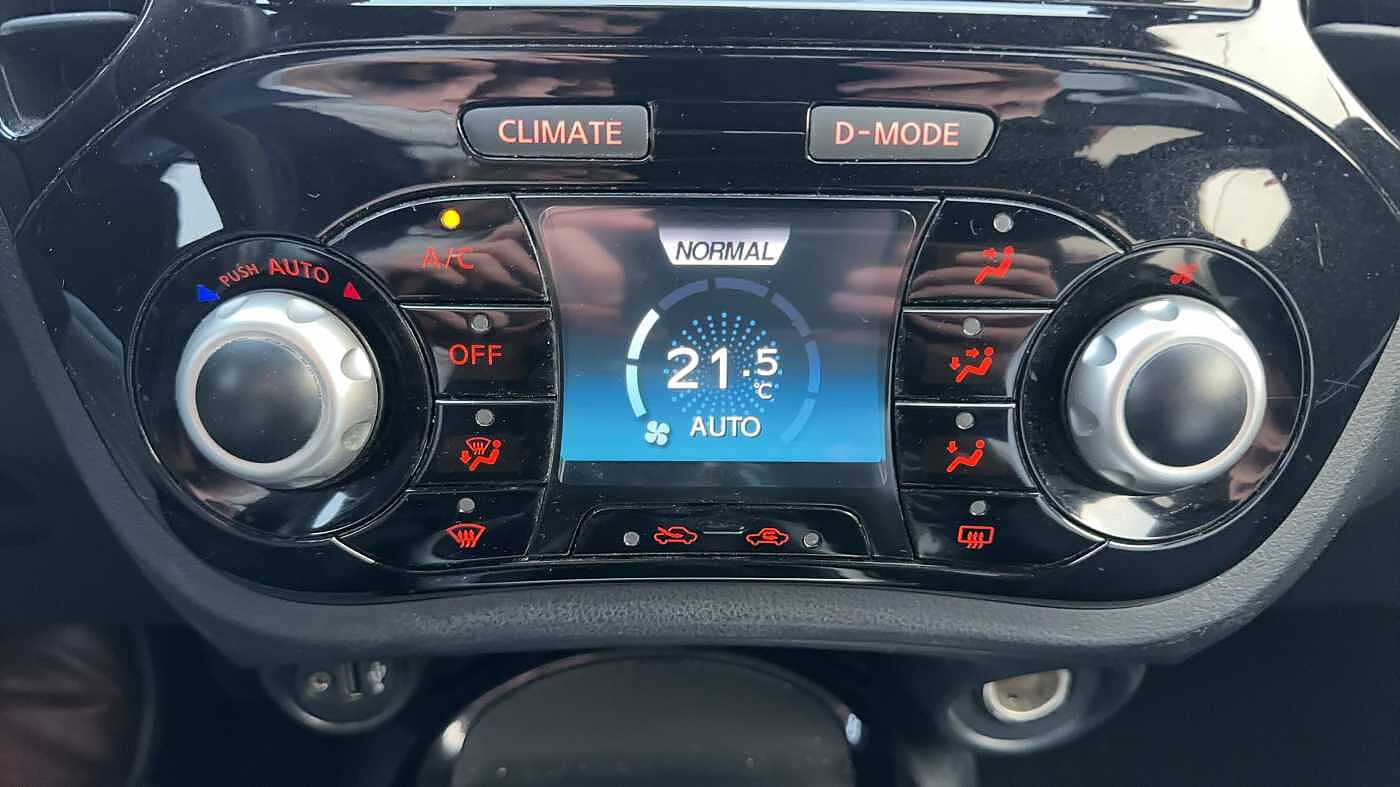 CLIMATE
D-MODE
PUSH AUTO
A/C
NORMAL
OFF
21.5
°C
AUTO